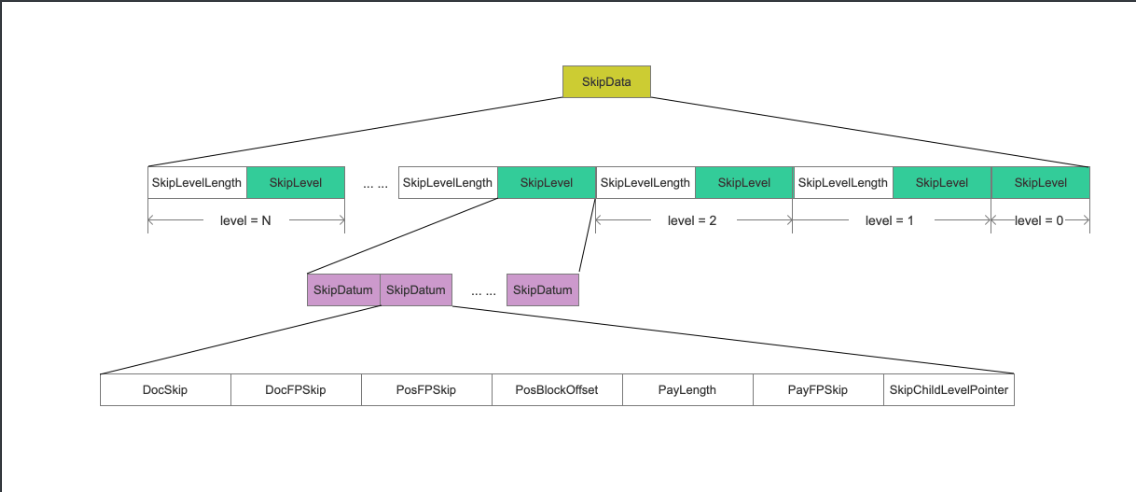 SkipData
SkipLevelLength SkipLevel ... ... SkipLevelLength SkipLevel SkipLevelLength SkipLevel SkipLevelLength SkipLevel SkipLevel
level = N level = 2 level = 1 level = 0
SkipDatum SkipDatum ... ... SkipDatum
DocSkip DocFPSkip PosFPSkip PosBlockOffset PayLength PayFPSkip SkipChildLevelPointer